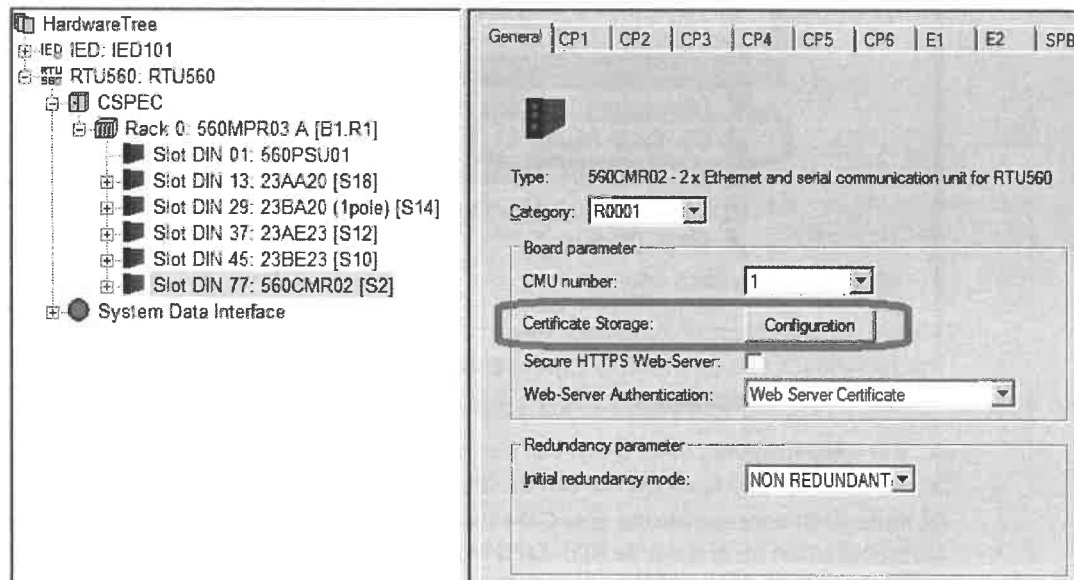 HardwareTree
IED IED: IED101
RTU 560 RTU560: RTU560
CSPEC
Rack 0: 560MPR03 A [B1.R1]
Slot DIN 01: 560PSU01
Slot DIN 13: 23AA20 [S18]
Slot DIN 29: 23BA20 (1pole) [S14]
Slot DIN 37: 23AE23 [S12]
Slot DIN 45: 23BE23 [S10]
Slot DIN 77: 560CMR02 [S2]
System Data Interface
General CP1 CP2 CP3 CP4 CP5 CP6 E1 E2 SPB
Type: 560CMR02 - 2 x Ethernet and serial communication unit for RTU560
Category: R0001
Board parameter
CMU number: 1
Certificate Storage: Configuration
Secure HTTPS Web-Server:
Web-Server Authentication: Web Server Certificate
Redundancy parameter
Initial redundancy mode: NON REDUNDANT